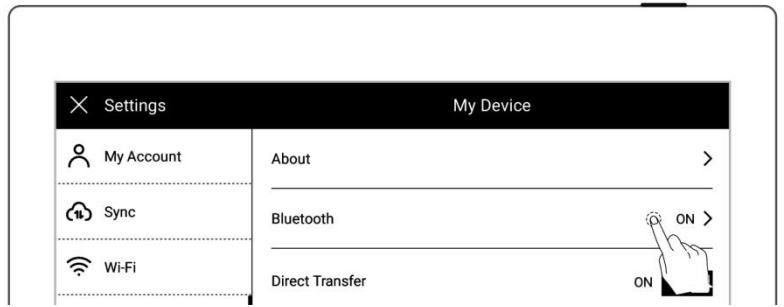 Settings
My Device
My Account
About
Sync
Bluetooth
ON
Wi-Fi
Direct Transfer
ON